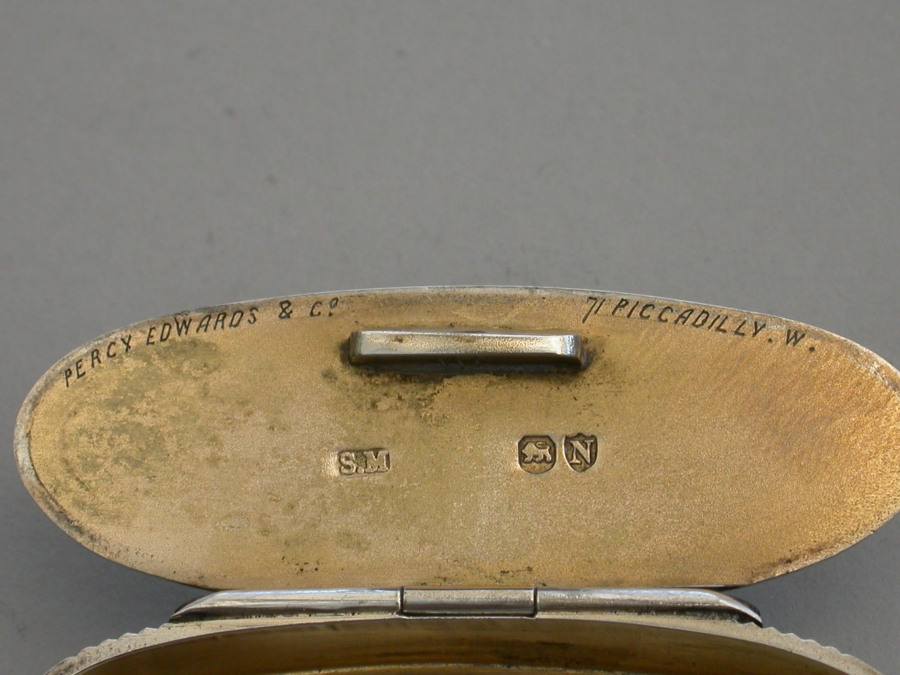 PERCY EDWARDS & Cº
71 PICCADILLY. W.
S.M
N